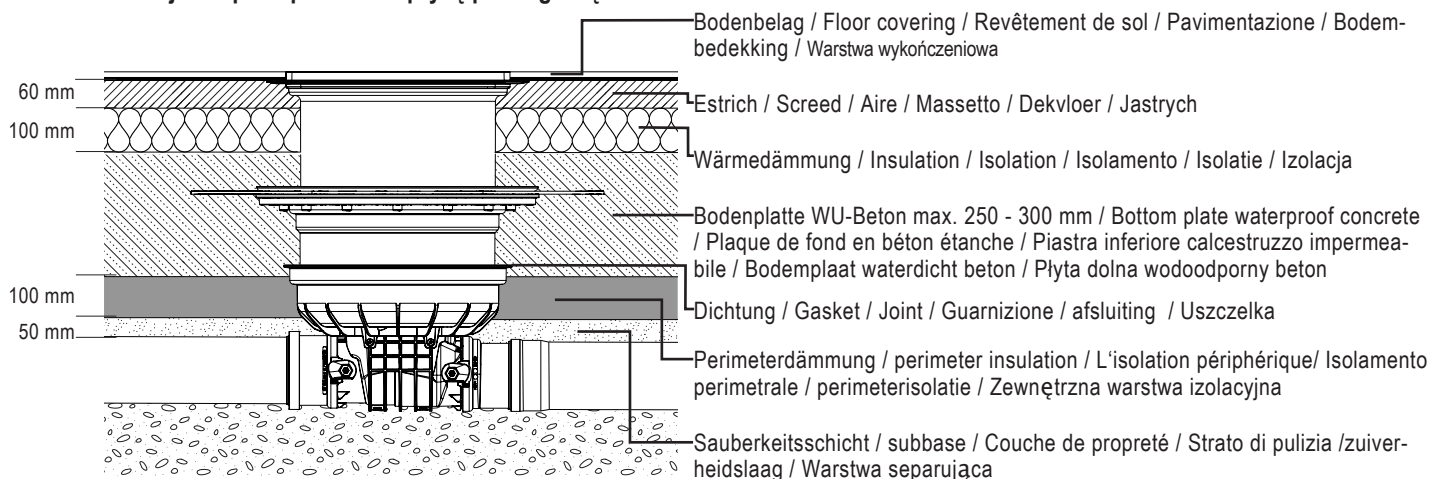 Bodenbelag / Floor covering / Revêtement de sol / Pavimentazione / Bodem-
bedekking / Warstwa wykończeniowa
60 mm
Estrich / Screed / Aire / Massetto / Dekvloer / Jastrych
100 mm
Wärmedämmung / Insulation / Isolation / Isolamento / Isolatie / Izolacja
Bodenplatte WU-Beton max. 250 - 300 mm / Bottom plate waterproof concrete
/ Plaque de fond en béton étanche / Piastra inferiore calcestruzzo impermea-
bile / Bodemplaat waterdicht beton / Płyta dolna wodoodporny beton
100 mm
Dichtung / Gasket / Joint / Guarnizione / afsluiting / Uszczelka
50 mm
Perimeterdämmung / perimeter insulation / L‘isolation périphérique/ Isolamento
perimetrale / perimeterisolatie / Zewnętrzna warstwa izolacyjna
Sauberkeitsschicht / subbase / Couche de propreté / Strato di pulizia /zuiver-
heidslaag / Warstwa separująca